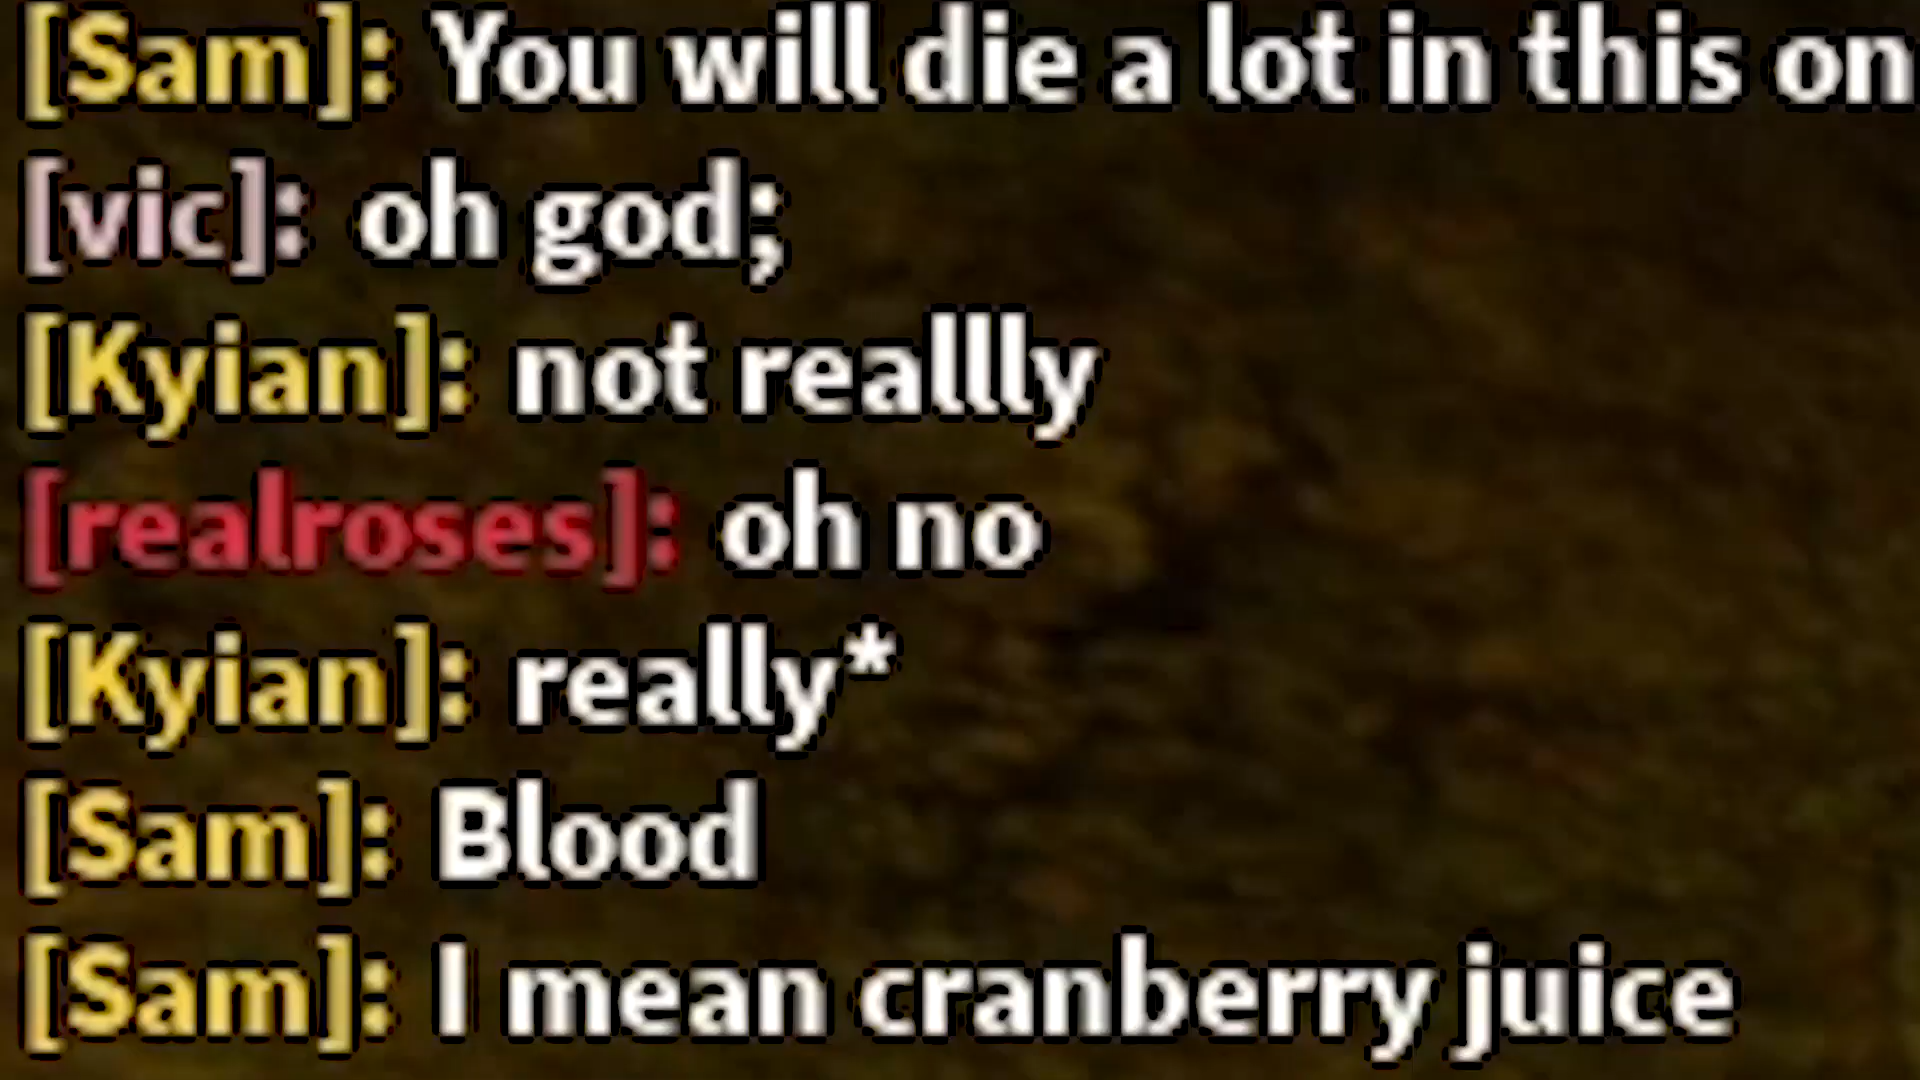 [Sam]: You will die a lot in this on
[vic]: oh god;
[Kyian]: not reallly
[realroses]: oh no
[Kyian]: really*
[Sam]: Blood
[Sam]: I mean cranberry juice